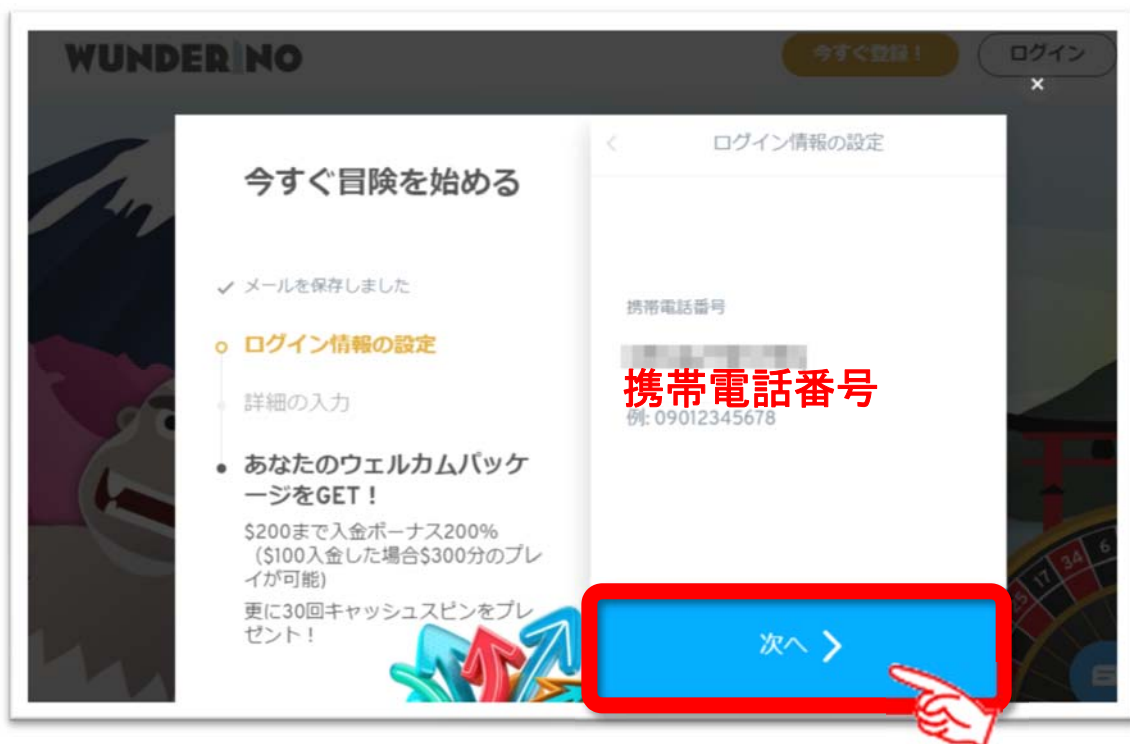 WUNDERINO
今すぐ登録！
ログイン
×
今すぐ冒険を始める
メールを保存しました
ログイン情報の設定
詳細の入力
あなたのウェルカムパッケ
ージをGET！
$200まで入金ボーナス200%
（$100入金した場合$300分のプレ
イが可能)
更に30回キャッシュスピンをプレ
ゼント！
ログイン情報の設定
携帯電話番号
携帯電話番号
例: 09012345678
次へ
25
17
34
6